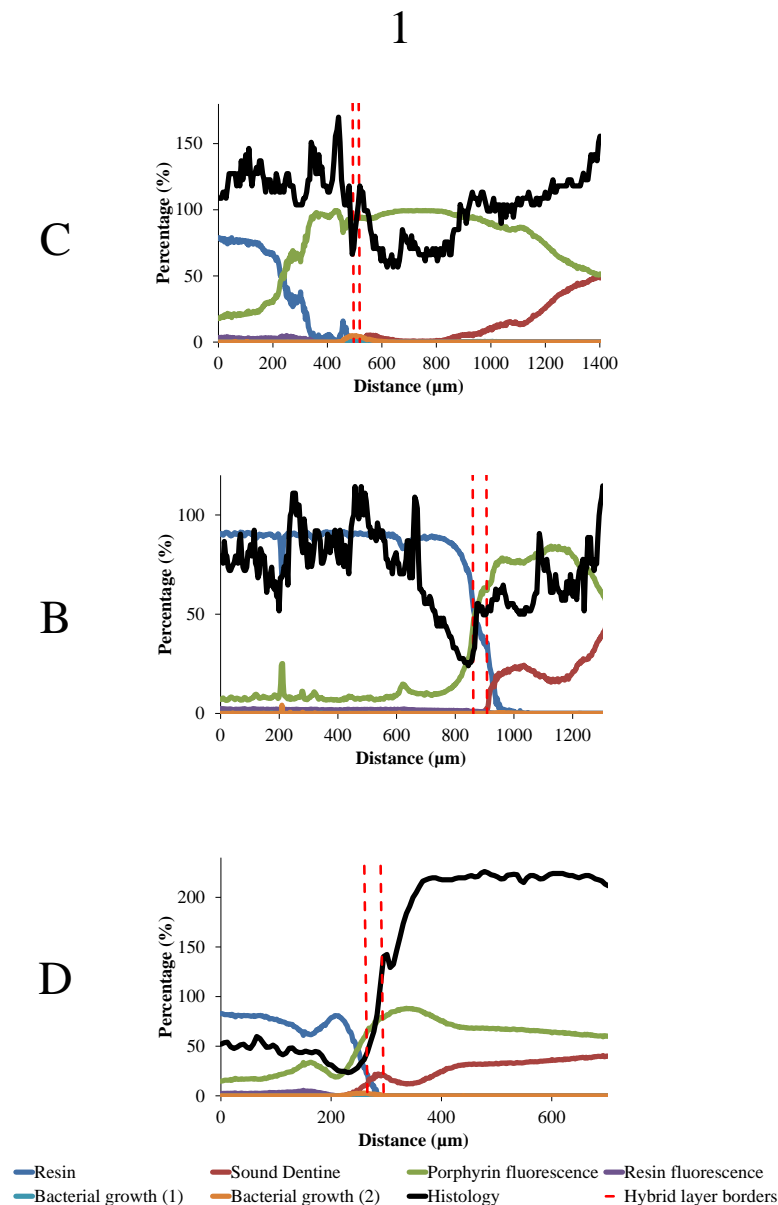 1
C
Percentage (%)
150
100
50
0
0 200 400 600 800 1000 1200 1400
Distance (µm)
B
Percentage (%)
100
50
0
0 200 400 600 800 1000 1200
Distance (µm)
D
Percentage (%)
200
150
100
50
0
0 200 400 600
Distance (µm)
Resin Sound Dentine Porphyrin fluorescence Resin fluorescence
Bacterial growth (1) Bacterial growth (2) Histology Hybrid layer borders